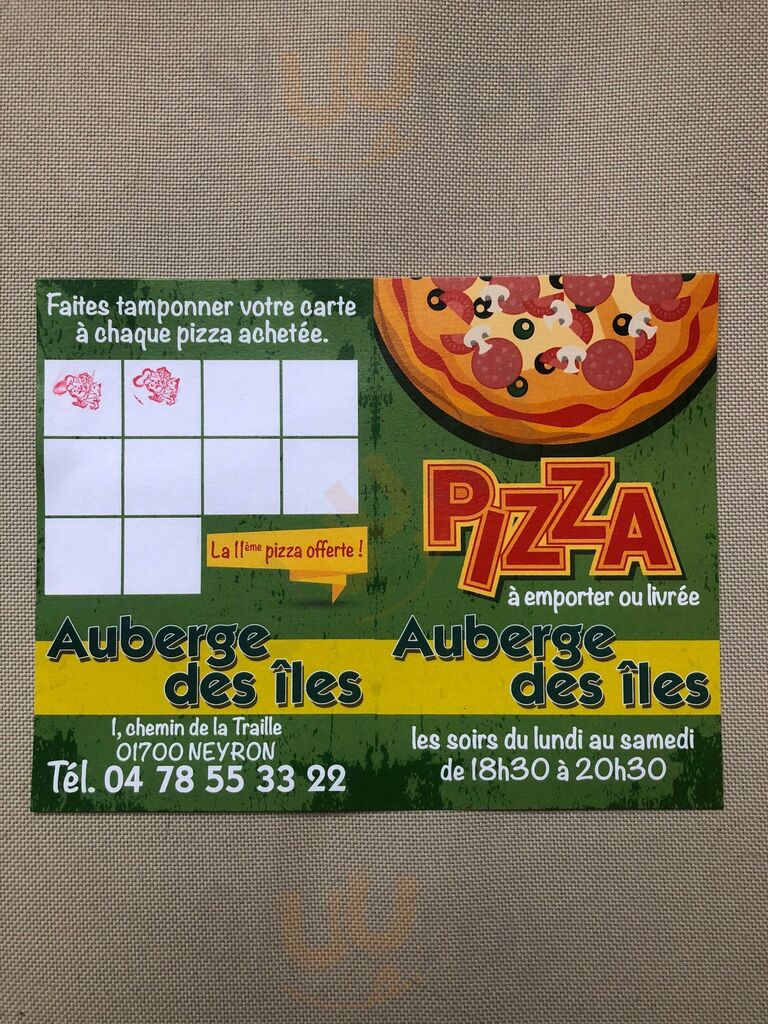 Faites tamponner votre carte
à chaque pizza achetée.
La 11ème pizza offerte !
Auberge
des îles
1, chemin de la Traille
01700 NEYRON
Tél. 04 78 55 33 22
PIZZA
à emporter ou livrée
Auberge
des îles
les soirs du lundi au samedi
de 18h30 à 20h30